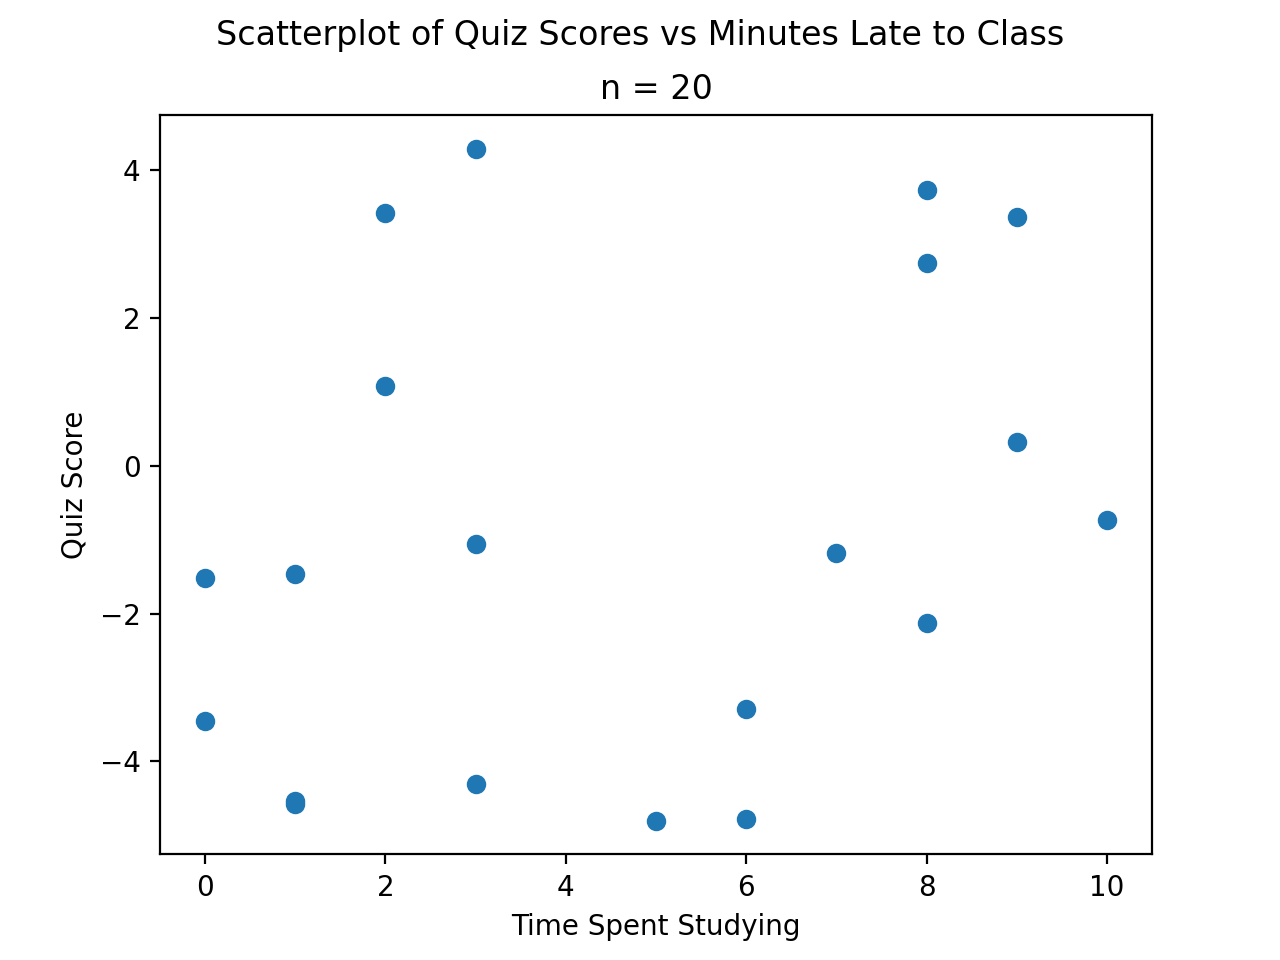 Scatterplot of Quiz Scores vs Minutes Late to Class
n = 20
4
2
0
−2
−4
Quiz Score
0 2 4 6 8 10
Time Spent Studying